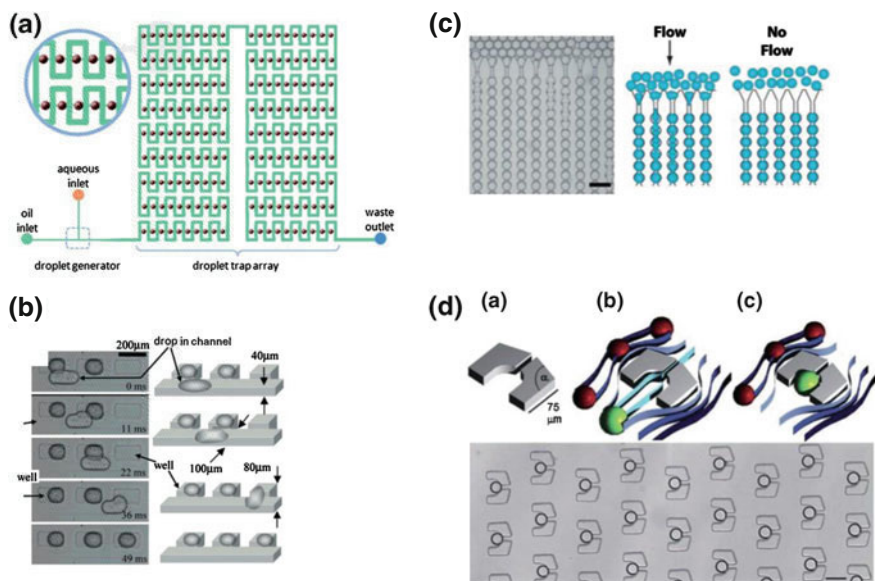 (a)
aqueous
inlet
oil
inlet
waste
outlet
droplet generator
droplet trap array
(b)
200μm
drop in channel
40μm
0 ms
11 ms
22 ms
well
100μm
80μm
well
36 ms
49 ms
(c)
Flow
No
Flow
(d)
(a)
(b)
(c)
α
75
μm